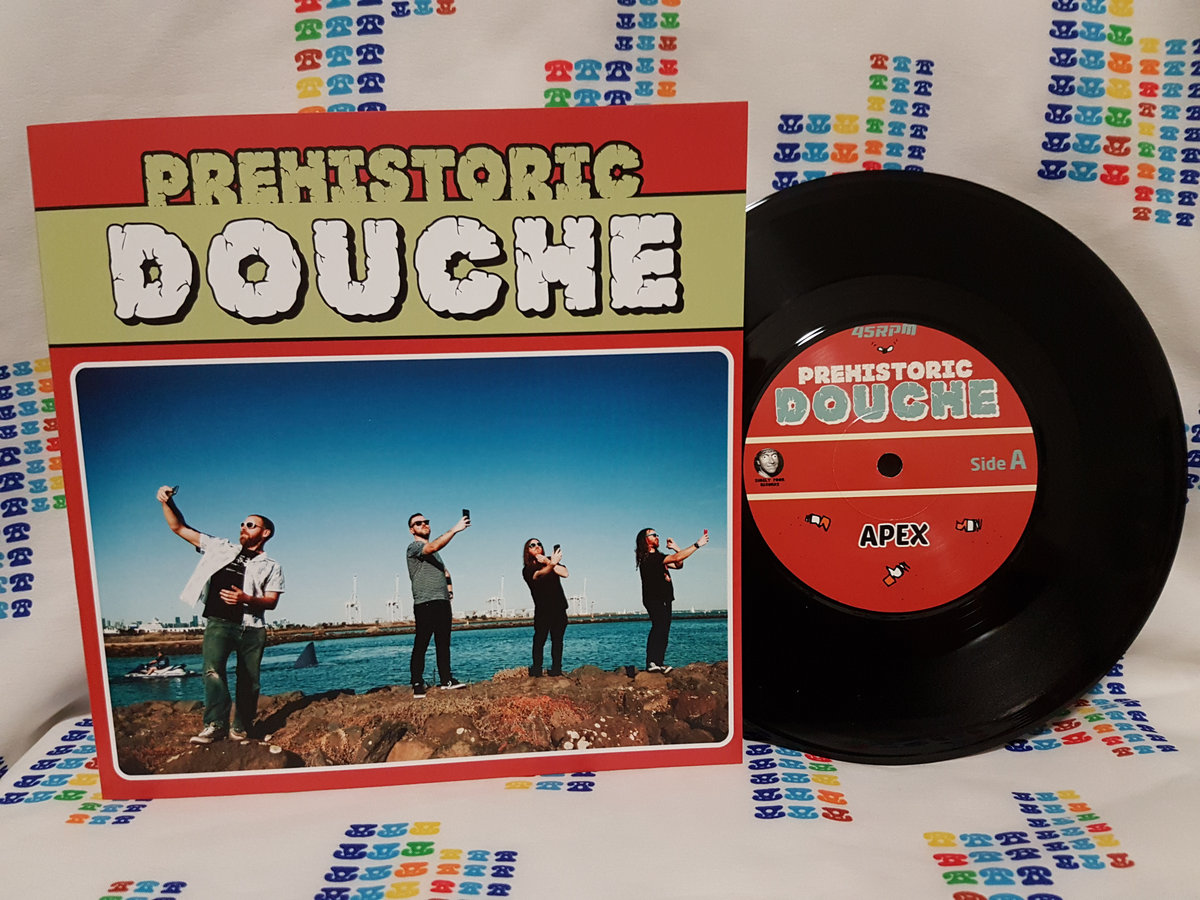 PREHISTORIC
DOUCHE
45RPM
PREHISTORIC
DOUCHE
Side A
APEX